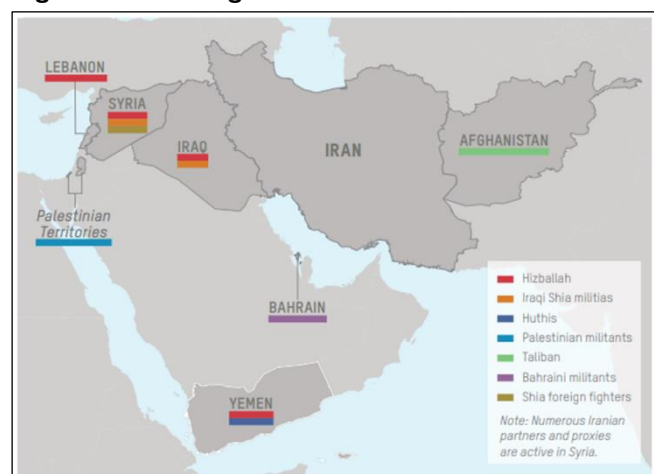 LEBANON
SYRIA
IRAQ
IRAN
AFGHANISTAN
Palestinian
Territories
BAHRAIN
YEMEN
Hizballah
Iraqi Shia militias
Huthis
Palestinian militants
Taliban
Bahraini militants
Shia foreign fighters
Note: Numerous Iranian
partners and proxies
are active in Syria.